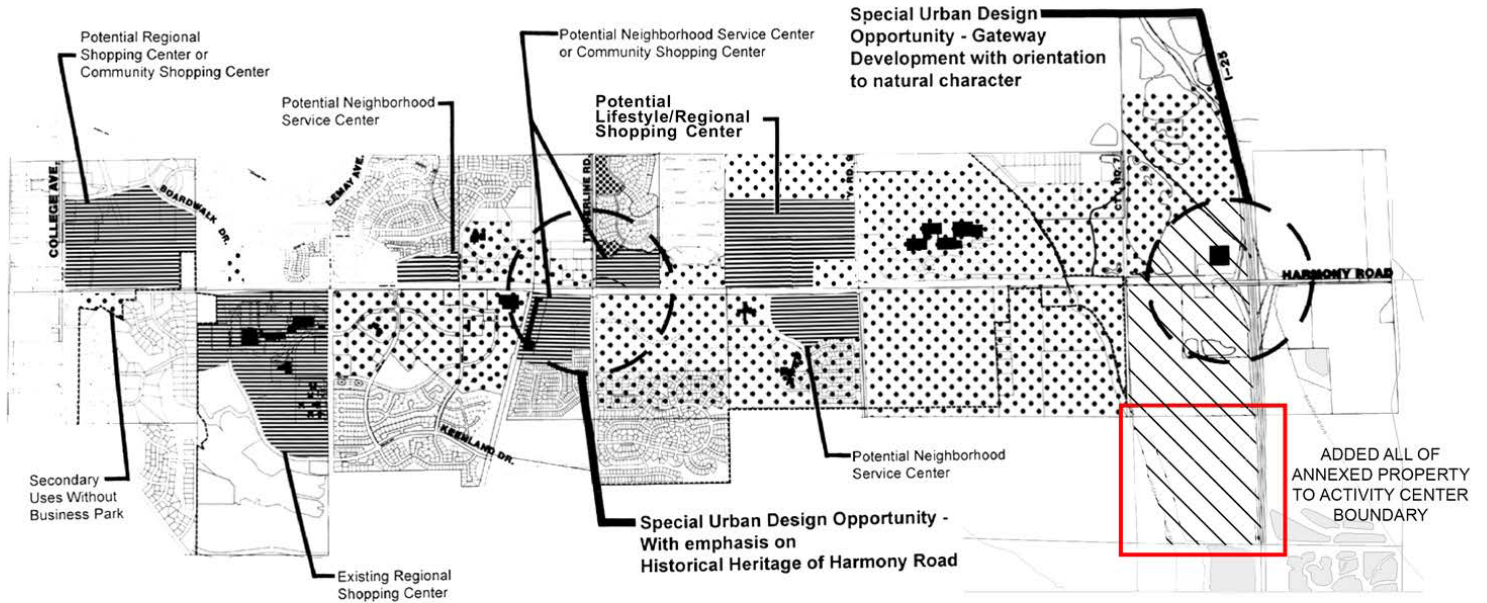 Potential Regional
Shopping Center or
Community Shopping Center
Potential Neighborhood
Service Center
Potential Neighborhood Service Center
or Community Shopping Center
Potential
Lifestyle/Regional
Shopping Center
Special Urban Design
Opportunity - Gateway
Development with orientation
to natural character
I-25
COLLEGE AVE.
BOARDWALK DR.
LEMAY AVE.
TIMBERLINE RD.
CTY. RD. 7
HARMONY ROAD
KEENLAND DR.
Secondary
Uses Without
Business Park
Existing Regional
Shopping Center
Special Urban Design Opportunity -
With emphasis on
Historical Heritage of Harmony Road
Potential Neighborhood
Service Center
ADDED ALL OF
ANNEXED PROPERTY
TO ACTIVITY CENTER
BOUNDARY